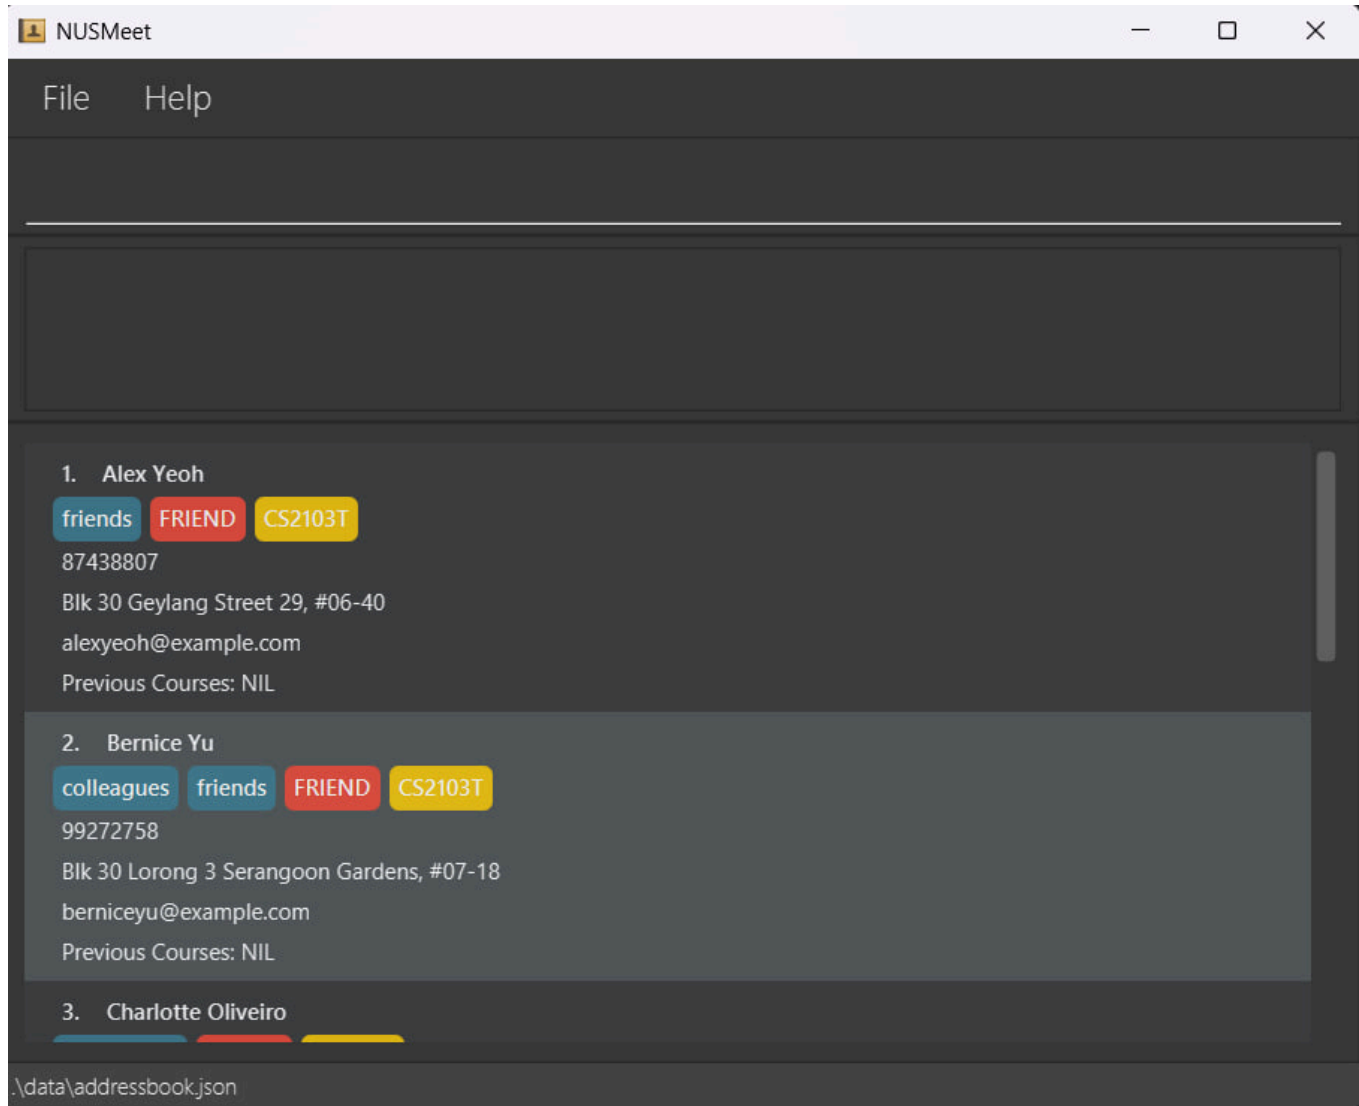 NUSMeet
File Help
1. Alex Yeoh
friends FRIEND CS2103T
87438807
Blk 30 Geylang Street 29, #06-40
alexyeoh@example.com
Previous Courses: NIL
2. Bernice Yu
colleagues friends FRIEND CS2103T
99272758
Blk 30 Lorong 3 Serangoon Gardens, #07-18
berniceyu@example.com
Previous Courses: NIL
3. Charlotte Oliveiro
.\data\addressbook.json